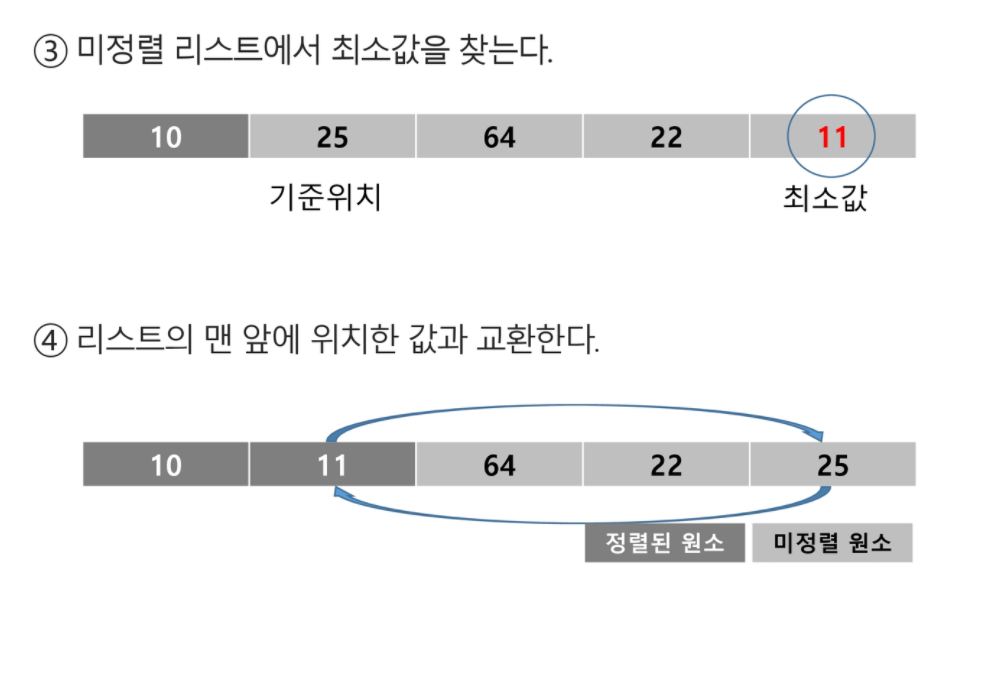 ③ 미정렬 리스트에서 최소값을 찾는다.
10 25 64 22 11
기준위치 최소값
④ 리스트의 맨 앞에 위치한 값과 교환한다.
10 11 64 22 25
정렬된 원소 미정렬 원소